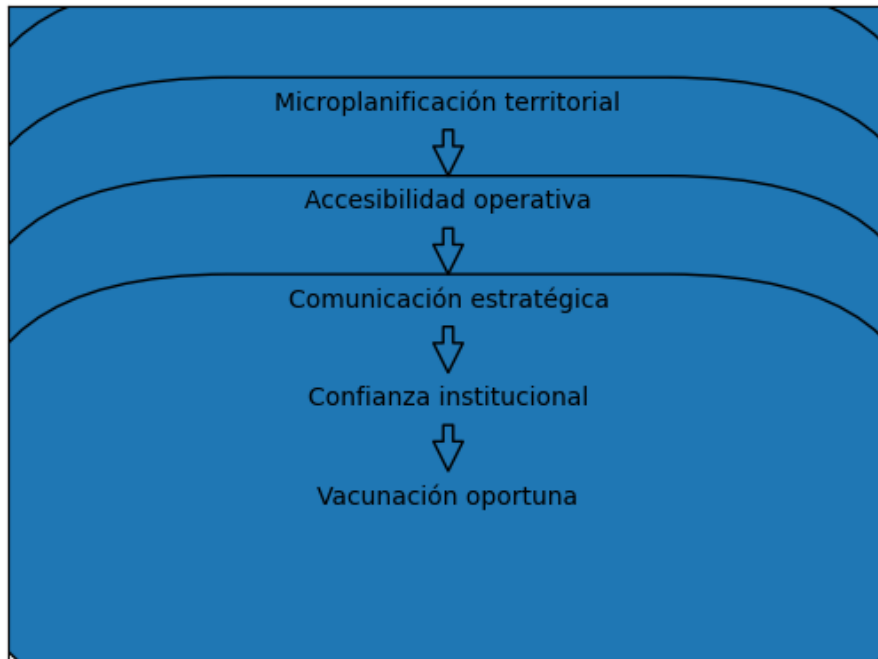 Microplanificación territorial
Accesibilidad operativa
Comunicación estratégica
Confianza institucional
Vacunación oportuna